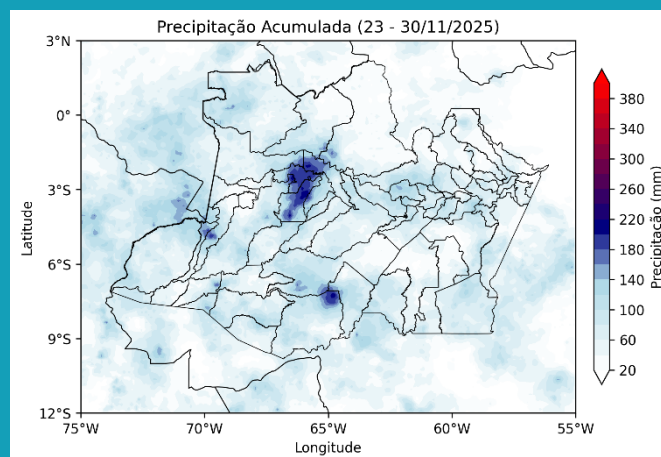 Precipitação Acumulada (23 - 30/11/2025)
3°N
0°
3°S
6°S
9°S
12°S
Latitude
75°W 70°W 65°W 60°W 55°W
Longitude
380
340
300
260
220
180
140
100
60
20
Precipitação (mm)